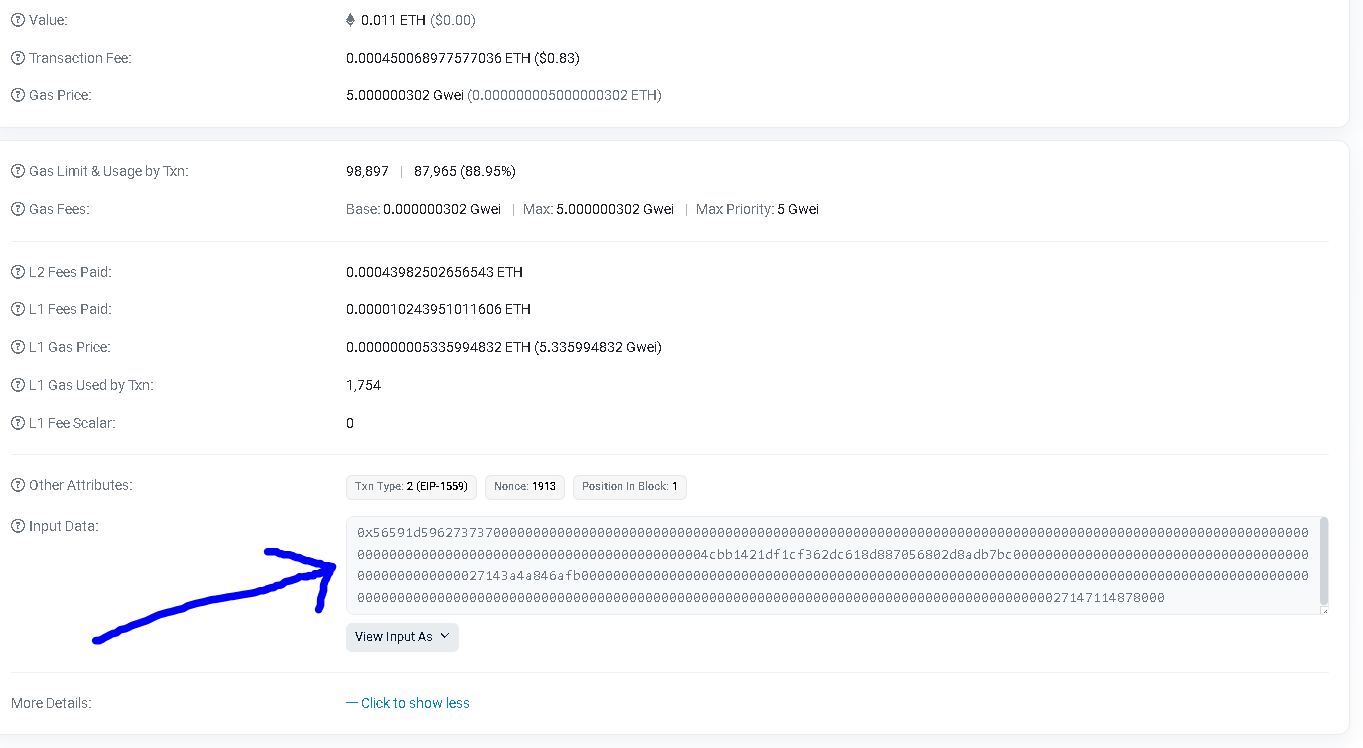 Value:
0.011 ETH ($0.00)
Transaction Fee:
0.000450068977577036 ETH ($0.83)
Gas Price:
5.000000302 Gwei (0.000000005000000302 ETH)
Gas Limit & Usage by Txn:
98,897 | 87,965 (88.95%)
Gas Fees:
Base: 0.000000302 Gwei | Max: 5.000000302 Gwei | Max Priority: 5 Gwei
L2 Fees Paid:
0.00043982502656543 ETH
L1 Fees Paid:
0.000010243951011606 ETH
L1 Gas Price:
0.000000005335994832 ETH (5.335994832 Gwei)
L1 Gas Used by Txn:
1,754
L1 Fee Scalar:
0
Other Attributes:
Txn Type: 2 (EIP-1559) Nonce: 1913 Position In Block: 1
Input Data:
0x56591d596273737000000000000000000000000000000000000000000000000000000000000000000000000000000000000000000000000000000
00000000000000000000000000000000000000000004cbb1421df1cf362dc618d887056802d8adb7bc0000000000000000000000000000000000000
0000000000000027143a4a846afb0000000000000000000000000000000000000000000000000000000000000000000000000000000000000000000
00000000000000000000000000000000000000000000000000000000000000000000000000000000000000027147114878000
View Input As
More Details:
— Click to show less